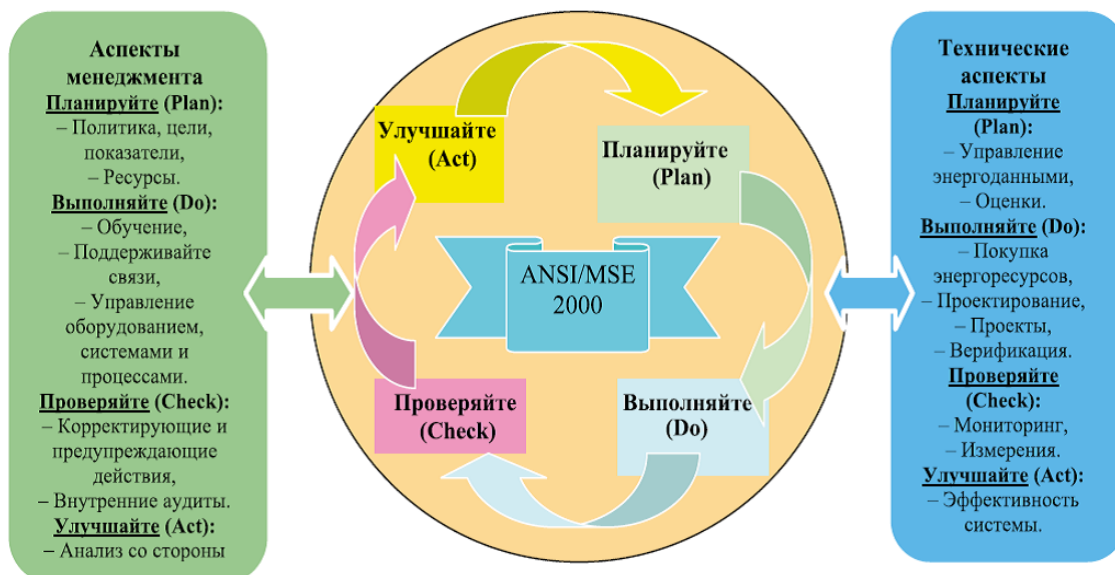 Аспекты
менеджмента
Планируйте (Plan):
– Политика, цели,
показатели,
– Ресурсы.
Выполняйте (Do):
– Обучение,
– Поддерживайте
связи,
– Управление
оборудованием,
системами и
процессами.
Проверяйте (Check):
– Корректирующие и
предупреждающие
действия,
– Внутренние аудиты.
Улучшайте (Act):
– Анализ со стороны
Улучшайте
(Act)
Планируйте
(Plan)
ANSI/MSE
2000
Проверяйте
(Check)
Выполняйте
(Do)
Технические
аспекты
Планируйте
(Plan):
– Управление
энергоданными,
– Оценки.
Выполняйте (Do):
– Покупка
энергоресурсов,
– Проектирование,
– Проекты,
– Верификация.
Проверяйте
(Check):
– Мониторинг,
– Измерения.
Улучшайте (Act):
– Эффективность
системы.